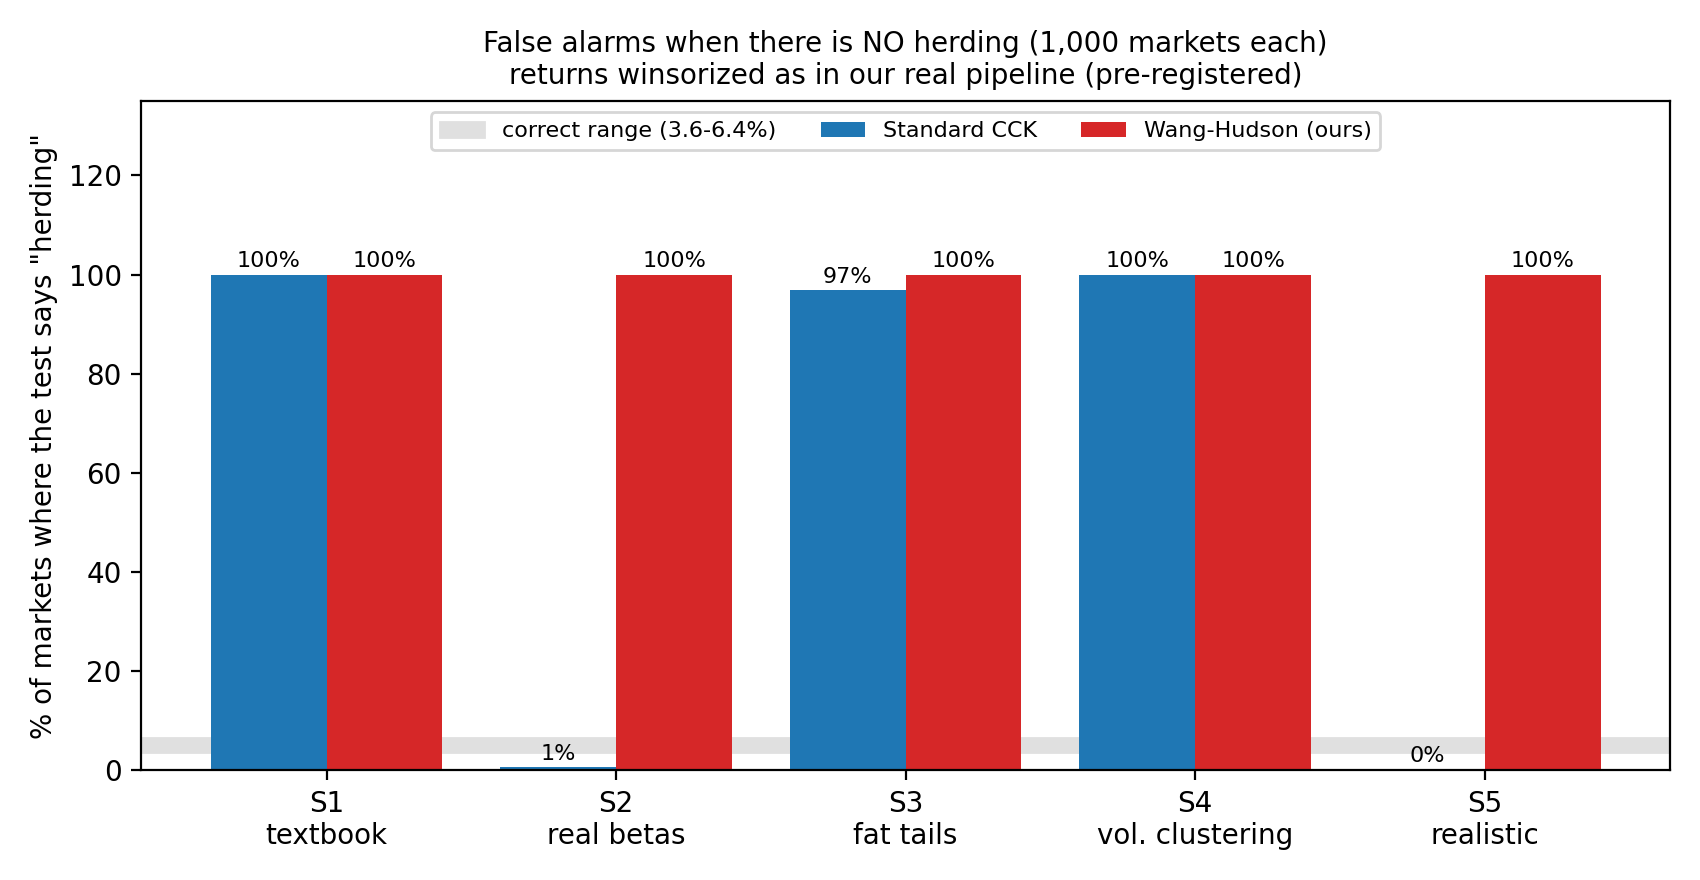 False alarms when there is NO herding (1,000 markets each)
returns winsorized as in our real pipeline (pre-registered)
correct range (3.6-6.4%)
Standard CCK
Wang-Hudson (ours)
% of markets where the test says "herding"
120
100
80
60
40
20
0
100%
100%
1%
100%
97%
100%
100%
100%
0%
100%
S1
textbook
S2
real betas
S3
fat tails
S4
vol. clustering
S5
realistic